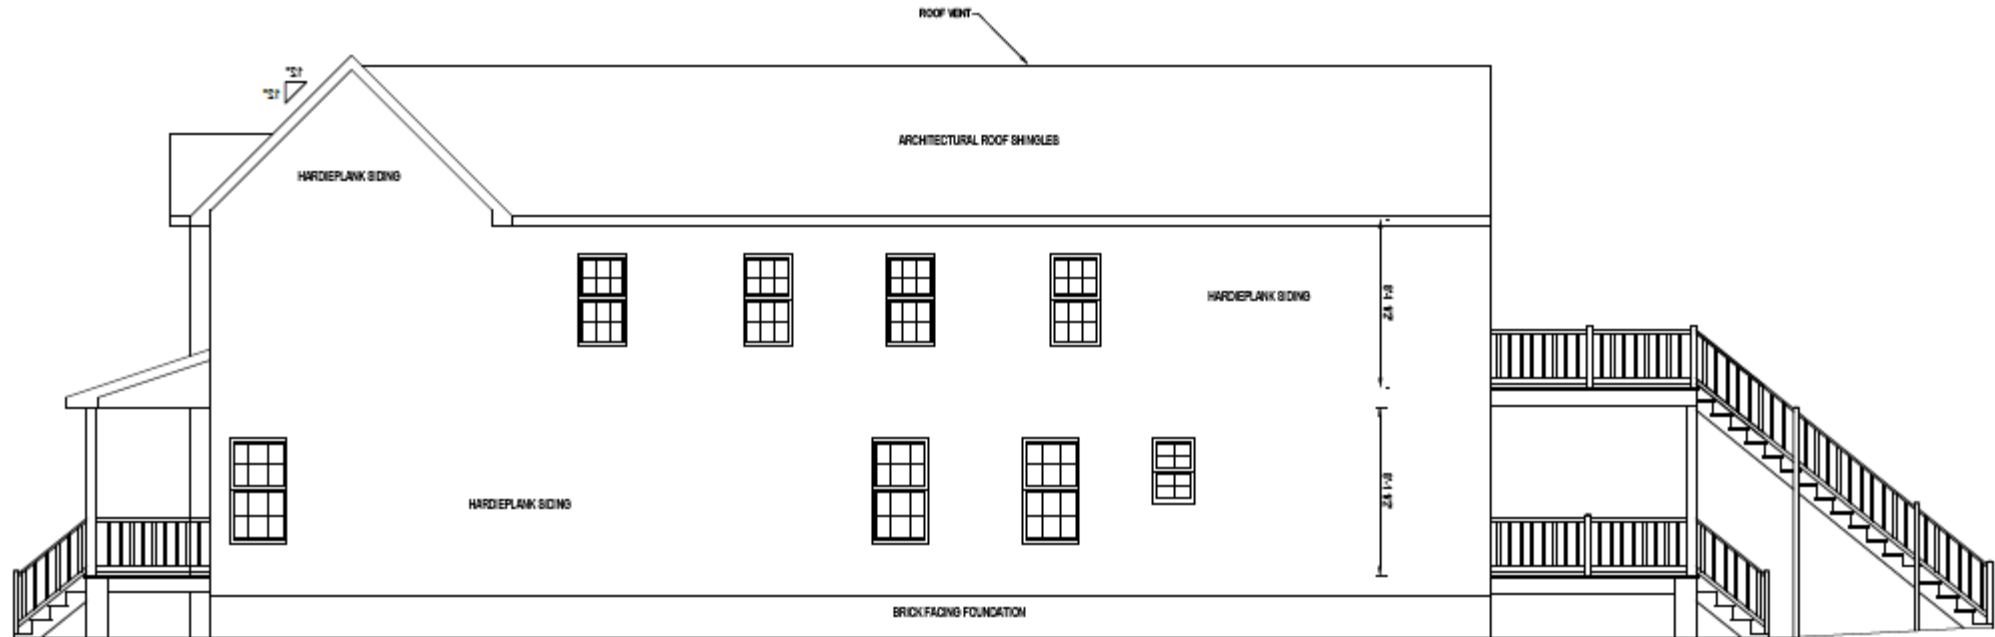 ROOF VENT
12"
12"
ARCHITECTURAL ROOF SHINGLES
HARDIEPLANK SIDING
HARDIEPLANK SIDING
HARDIEPLANK SIDING
BRICK FACING FOUNDATION